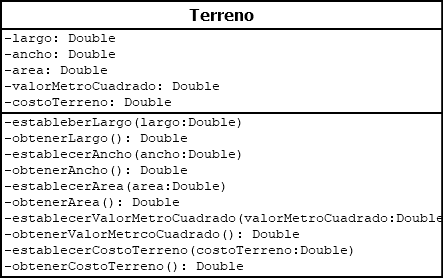 Terreno
-largo: Double
-ancho: Double
-area: Double
-valorMetroCuadrado: Double
-costoTerreno: Double
-estableberLargo(largo:Double)
-obtenerLargo(): Double
-establecerAncho(ancho:Double)
-obtenerAncho(): Double
-establecerArea(area:Double)
-obtenerArea(): Double
-establecerValorMetroCuadrado(valorMetroCuadrado:Double
-obtenerValorMetrcoCuadraco(): Double
-establecerCostoTerreno(costoTerreno:Double)
-obtenerCostoTerreno(): Double